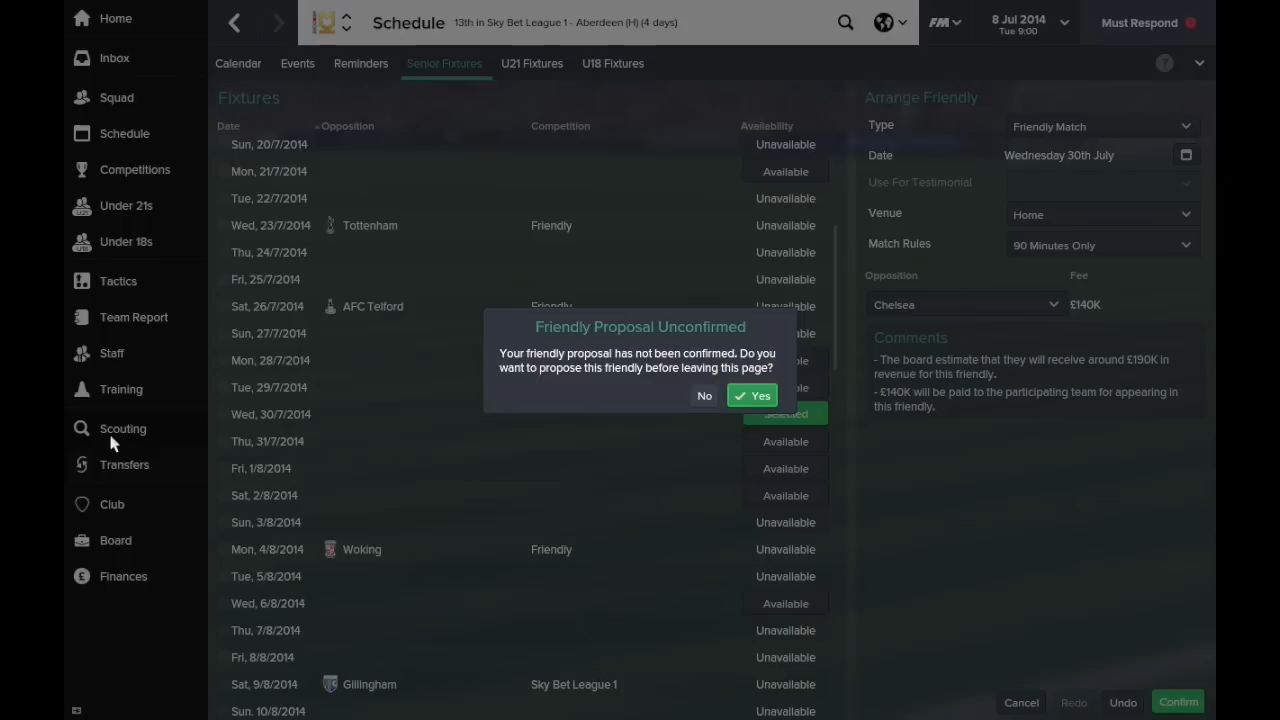 Home
Inbox
Squad
Schedule
Competitions
Under 21s
Under 18s
Tactics
Team Report
Staff
Training
Scouting
Transfers
Club
Board
Finances
Schedule 13th in Sky Bet League 1 - Aberdeen (H) (4 days)
FM
8 Jul 2014
Tue 9:00
Must Respond
Calendar Events Reminders Senior Fixtures U21 Fixtures U18 Fixtures
Fixtures
Date Opposition Competition Availability
Sun, 20/7/2014 Unavailable
Mon, 21/7/2014 Available
Tue, 22/7/2014 Unavailable
Wed, 23/7/2014 Tottenham Friendly Unavailable
Thu, 24/7/2014 Unavailable
Fri, 25/7/2014 Unavailable
Sat, 26/7/2014 AFC Telford Friendly Unavailable
Sun, 27/7/2014
Mon, 28/7/2014
Tue, 29/7/2014
Wed, 30/7/2014 Selected
Thu, 31/7/2014 Available
Fri, 1/8/2014 Available
Sat, 2/8/2014 Available
Sun, 3/8/2014 Unavailable
Mon, 4/8/2014 Woking Friendly Unavailable
Tue, 5/8/2014 Unavailable
Wed, 6/8/2014 Available
Thu, 7/8/2014 Unavailable
Fri, 8/8/2014 Unavailable
Sat, 9/8/2014 Gillingham Sky Bet League 1 Unavailable
Sun, 10/8/2014 Unavailable
Friendly Proposal Unconfirmed
Your friendly proposal has not been confirmed. Do you
want to propose this friendly before leaving this page?
No Yes
Arrange Friendly
Type Friendly Match
Date Wednesday 30th July
Use For Testimonial
Venue Home
Match Rules 90 Minutes Only
Opposition Fee
Chelsea £140K
Comments
- The board estimate that they will receive around £190K in
revenue for this friendly.
- £140K will be paid to the participating team for appearing in
this friendly.
Cancel Redo Undo Confirm